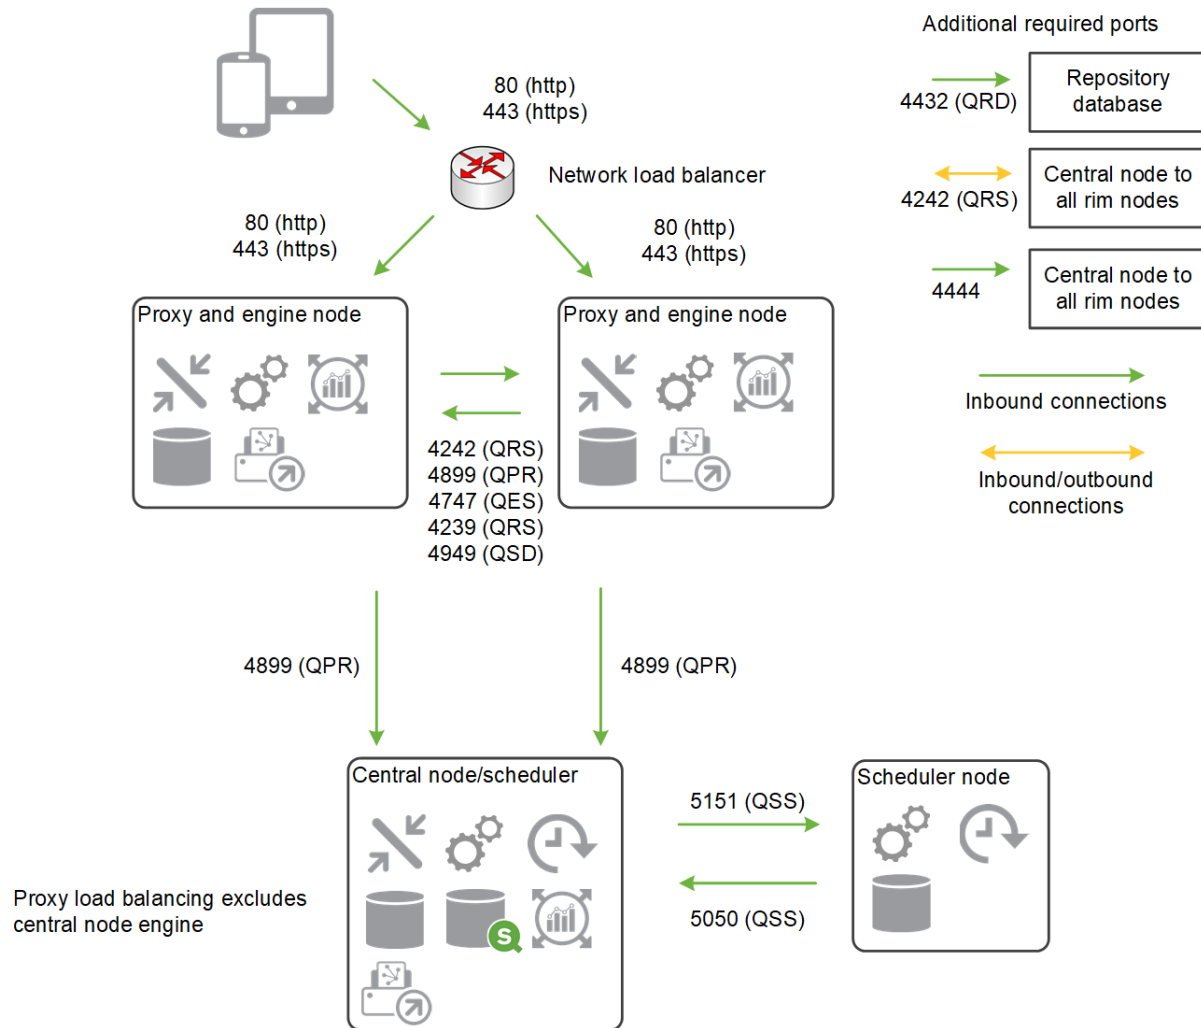 Additional required ports
80 (http)
443 (https)
Repository
database
4432 (QRD)
Network load balancer
Central node to
all rim nodes
4242 (QRS)
80 (http)
443 (https)
80 (http)
443 (https)
Central node to
all rim nodes
4444
Proxy and engine node
Proxy and engine node
Inbound connections
4242 (QRS)
4899 (QPR)
4747 (QES)
4239 (QRS)
4949 (QSD)
Inbound/outbound
connections
4899 (QPR)
4899 (QPR)
Central node/scheduler
Scheduler node
5151 (QSS)
Proxy load balancing excludes
central node engine
S
5050 (QSS)